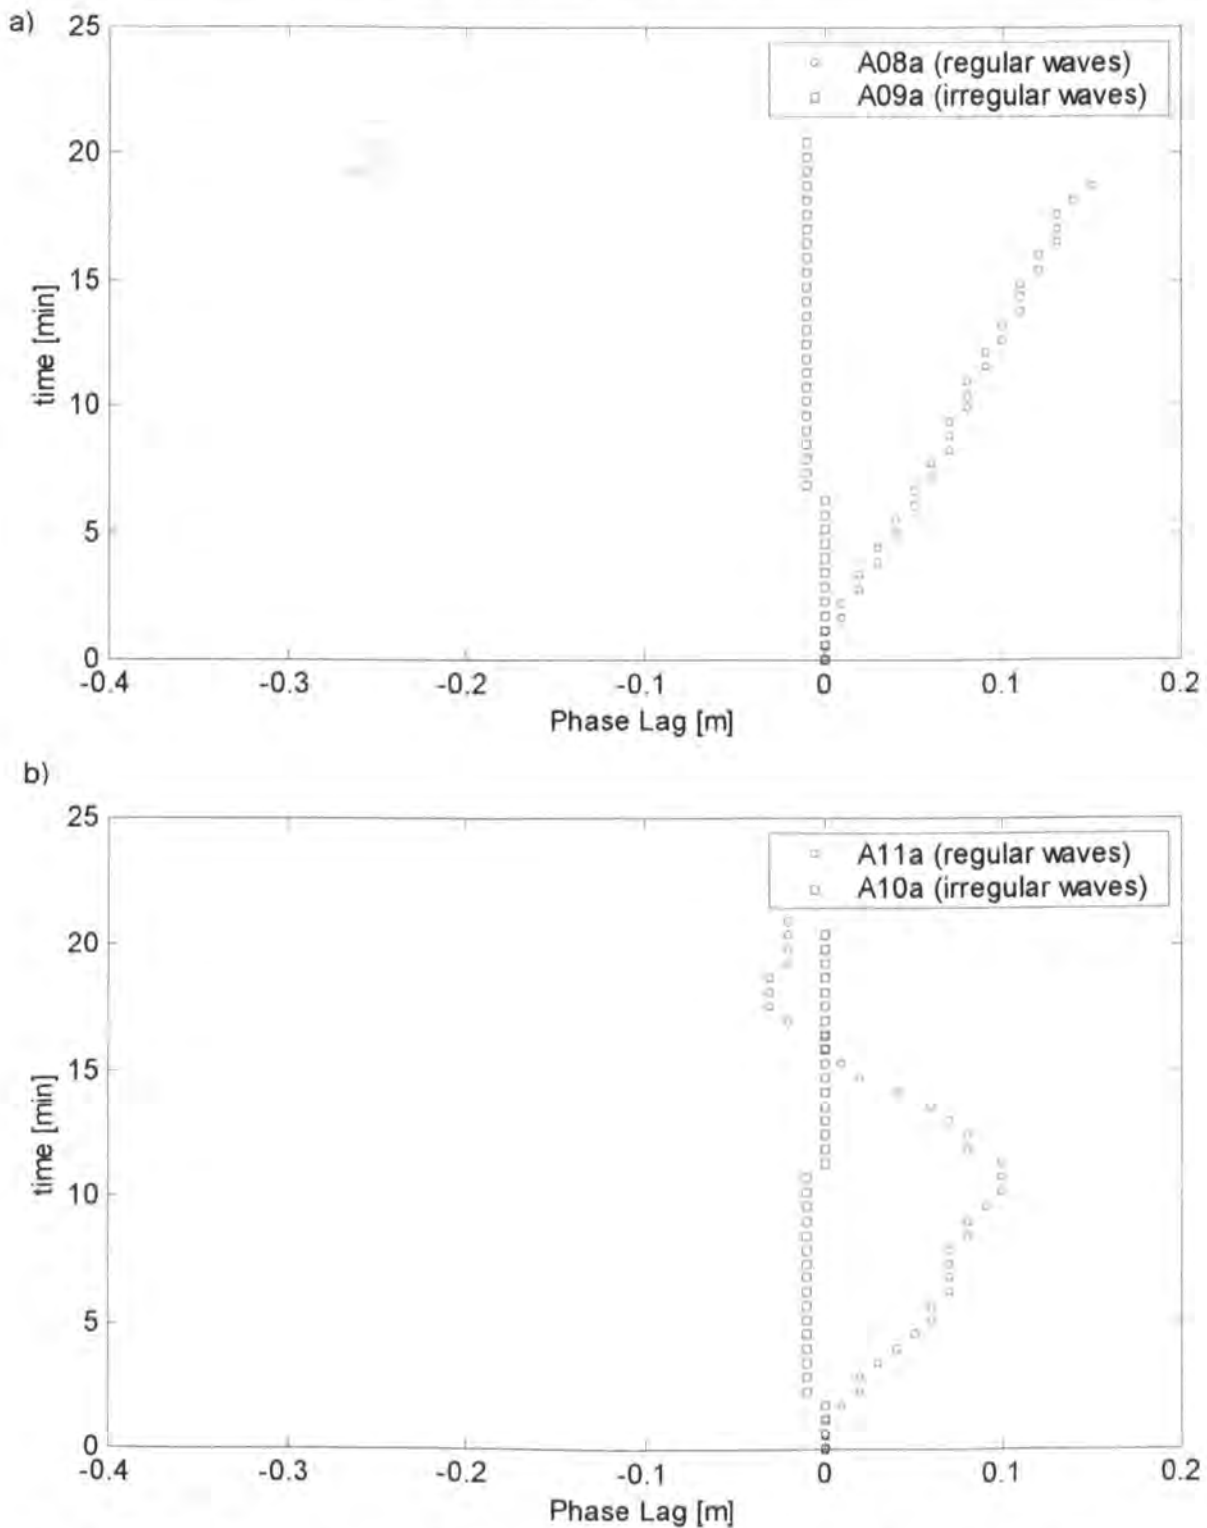 a)
25
A08a (regular waves)
A09a (irregular waves)
20
15
time [min]
10
5
0
-0.4 -0.3 -0.2 -0.1 0 0.1 0.2
Phase Lag [m]
b)
25
A11a (regular waves)
A10a (irregular waves)
20
15
time [min]
10
5
0
-0.4 -0.3 -0.2 -0.1 0 0.1 0.2
Phase Lag [m]